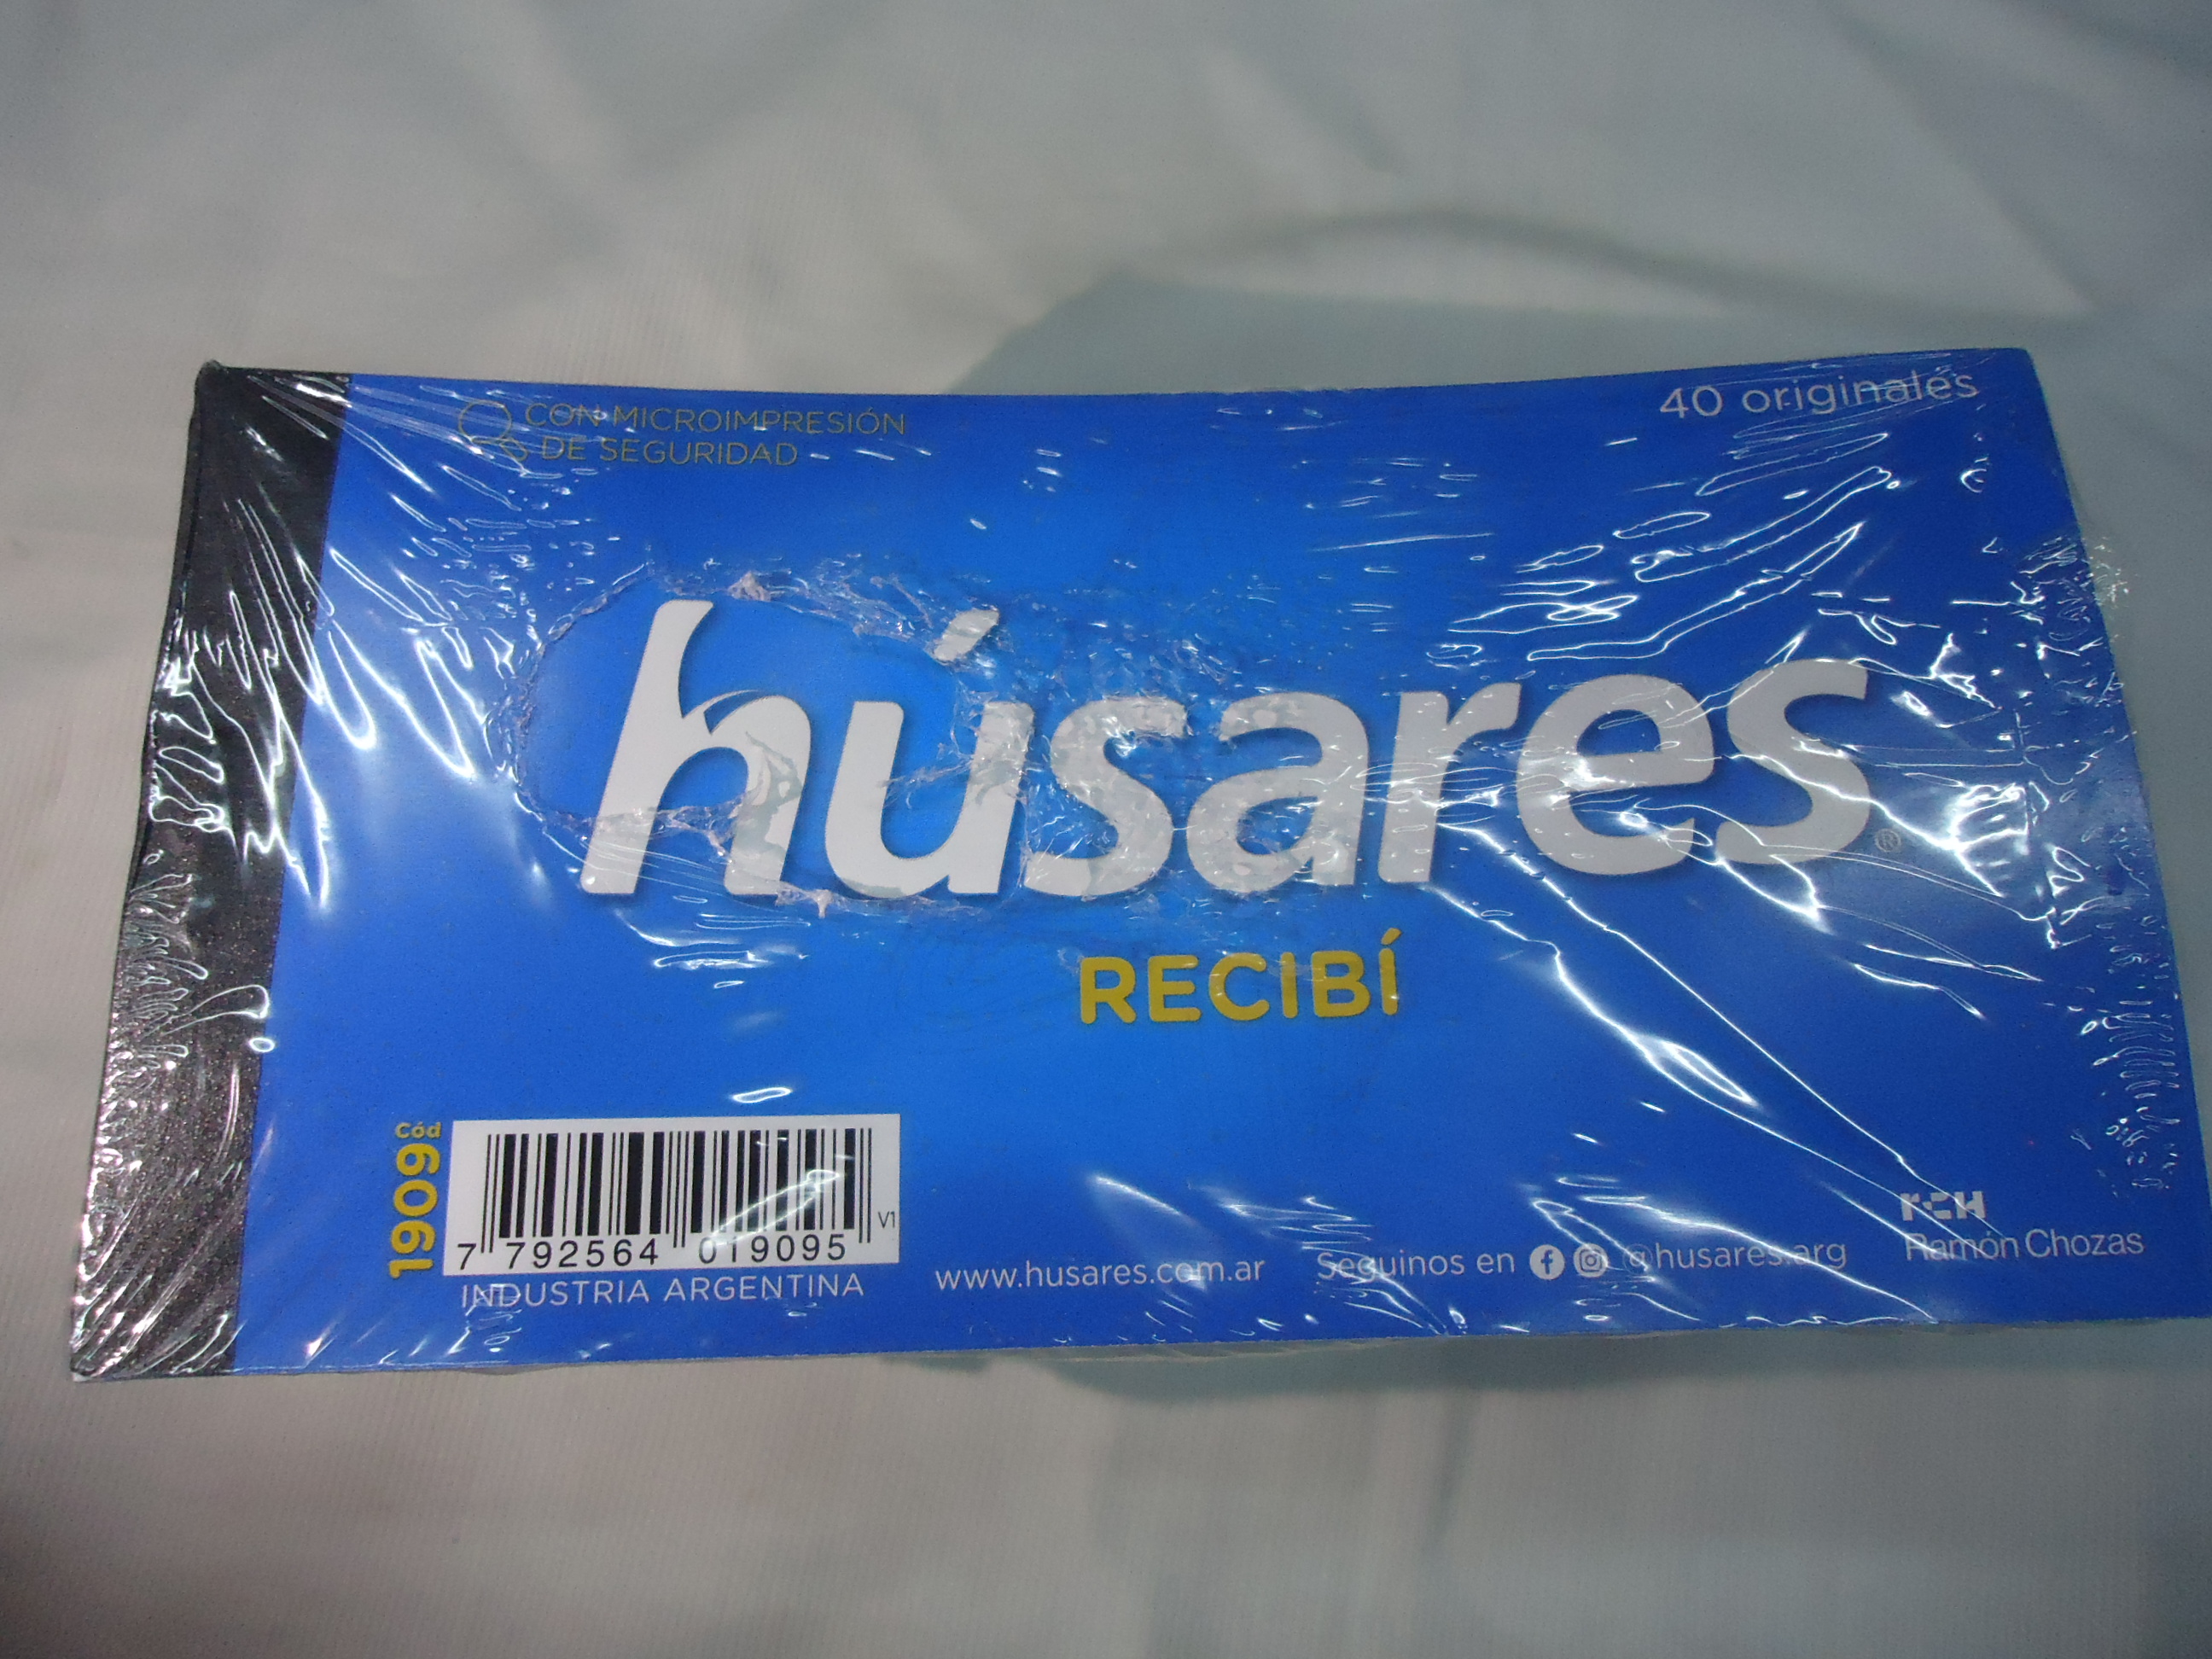 CON MICROIMPRESIÓN
DE SEGURIDAD
40 originales
húsares®
RECIBÍ
Cód
1909
7 792564 019095
V1
INDUSTRIA ARGENTINA
www.husares.com.ar
Seguinos en @husares.arg
rcH
Ramón Chozas